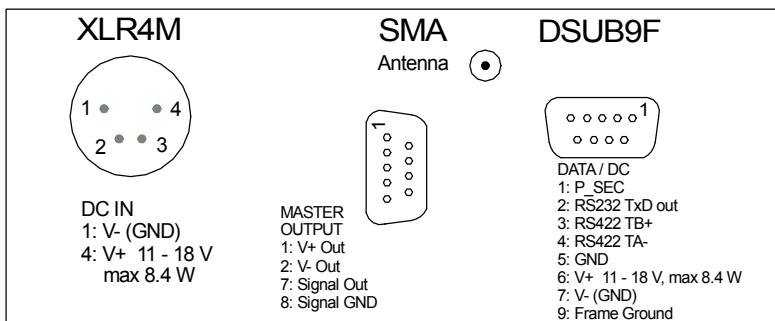 XLR4M
1
4
2
3
DC IN
1: V- (GND)
4: V+ 11 - 18 V
max 8.4 W
SMA
Antenna
1
MASTER
OUTPUT
1: V+ Out
2: V- Out
7: Signal Out
8: Signal GND
DSUB9F
1
DATA / DC
1: P_SEC
2: RS232 TxD out
3: RS422 TB+
4: RS422 TA-
5: GND
6: V+ 11 - 18 V, max 8.4 W
7: V- (GND)
9: Frame Ground